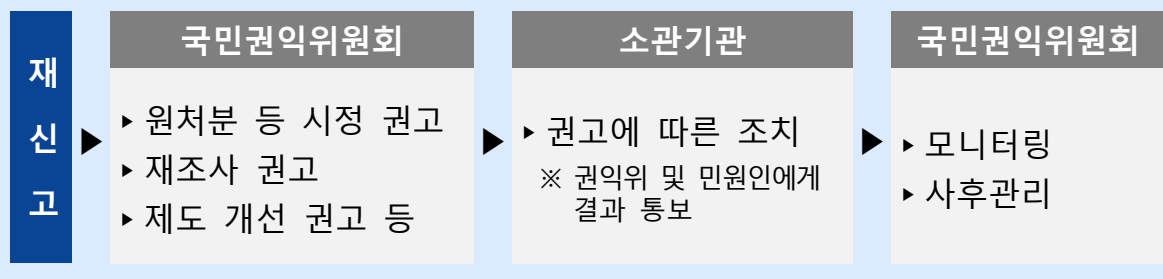 재
신
고
국민권익위원회
▸ 원처분 등 시정 권고
▸ 재조사 권고
▸ 제도 개선 권고 등
소관기관
▸ 권고에 따른 조치
※ 권익위 및 민원인에게
결과 통보
국민권익위원회
▸ 모니터링
▸ 사후관리